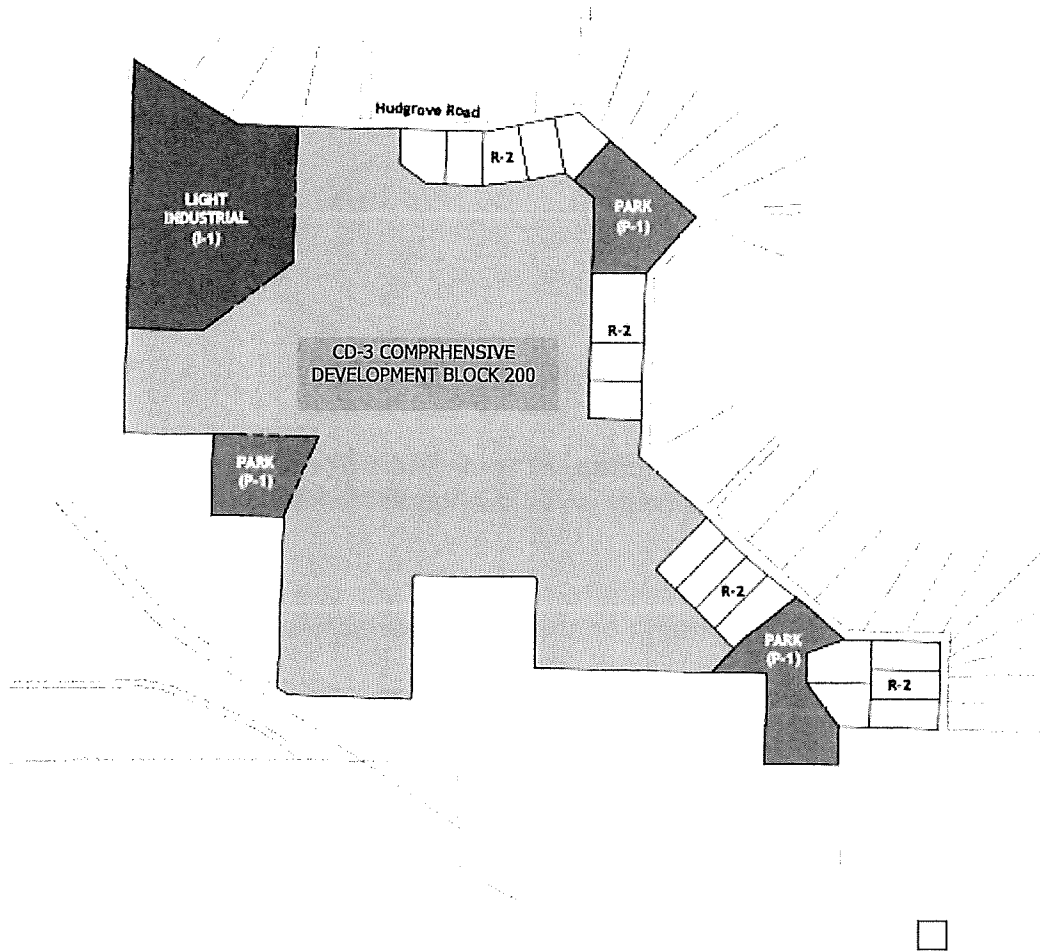 Hudgrove Road
R-2
LIGHT
INDUSTRIAL
(I-1)
PARK
(P-1)
R-2
CD-3 COMPRHENSIVE
DEVELOPMENT BLOCK 200
PARK
(P-1)
R-2
PARK
(P-1)
R-2